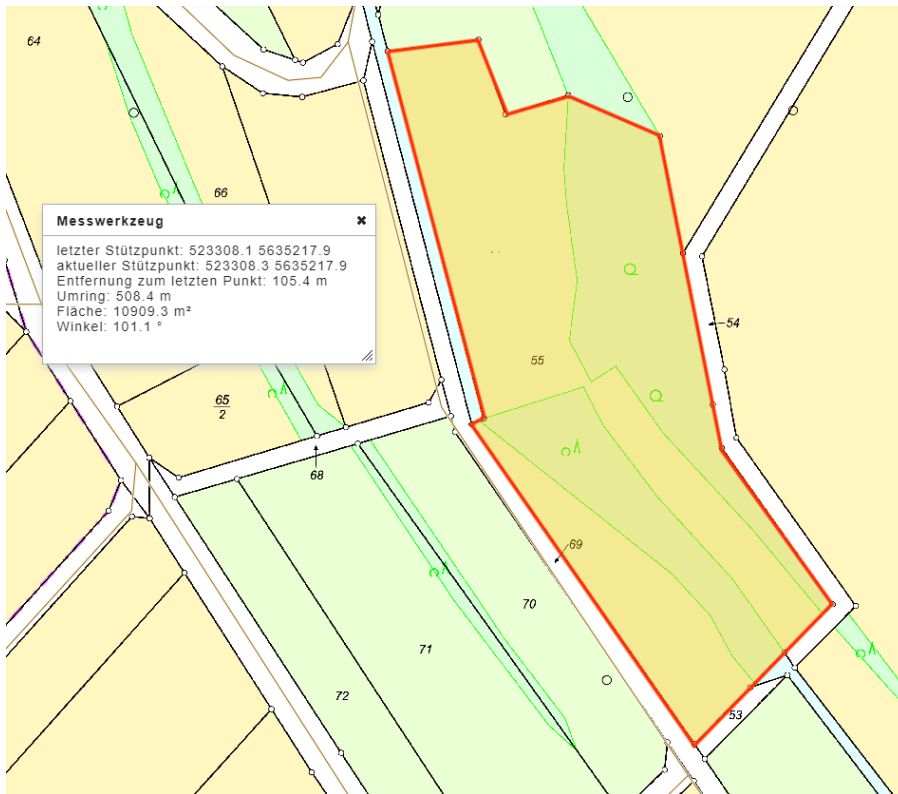 64
66
Messwerkzeug ✖
letzter Stützpunkt: 523308.1 5635217.9
aktueller Stützpunkt: 523308.3 5635217.9
Entfernung zum letzten Punkt: 105.4 m
Umring: 508.4 m
Fläche: 10909.3 m²
Winkel: 101.1 °
54
55
65
2
68
69
70
71
72
53